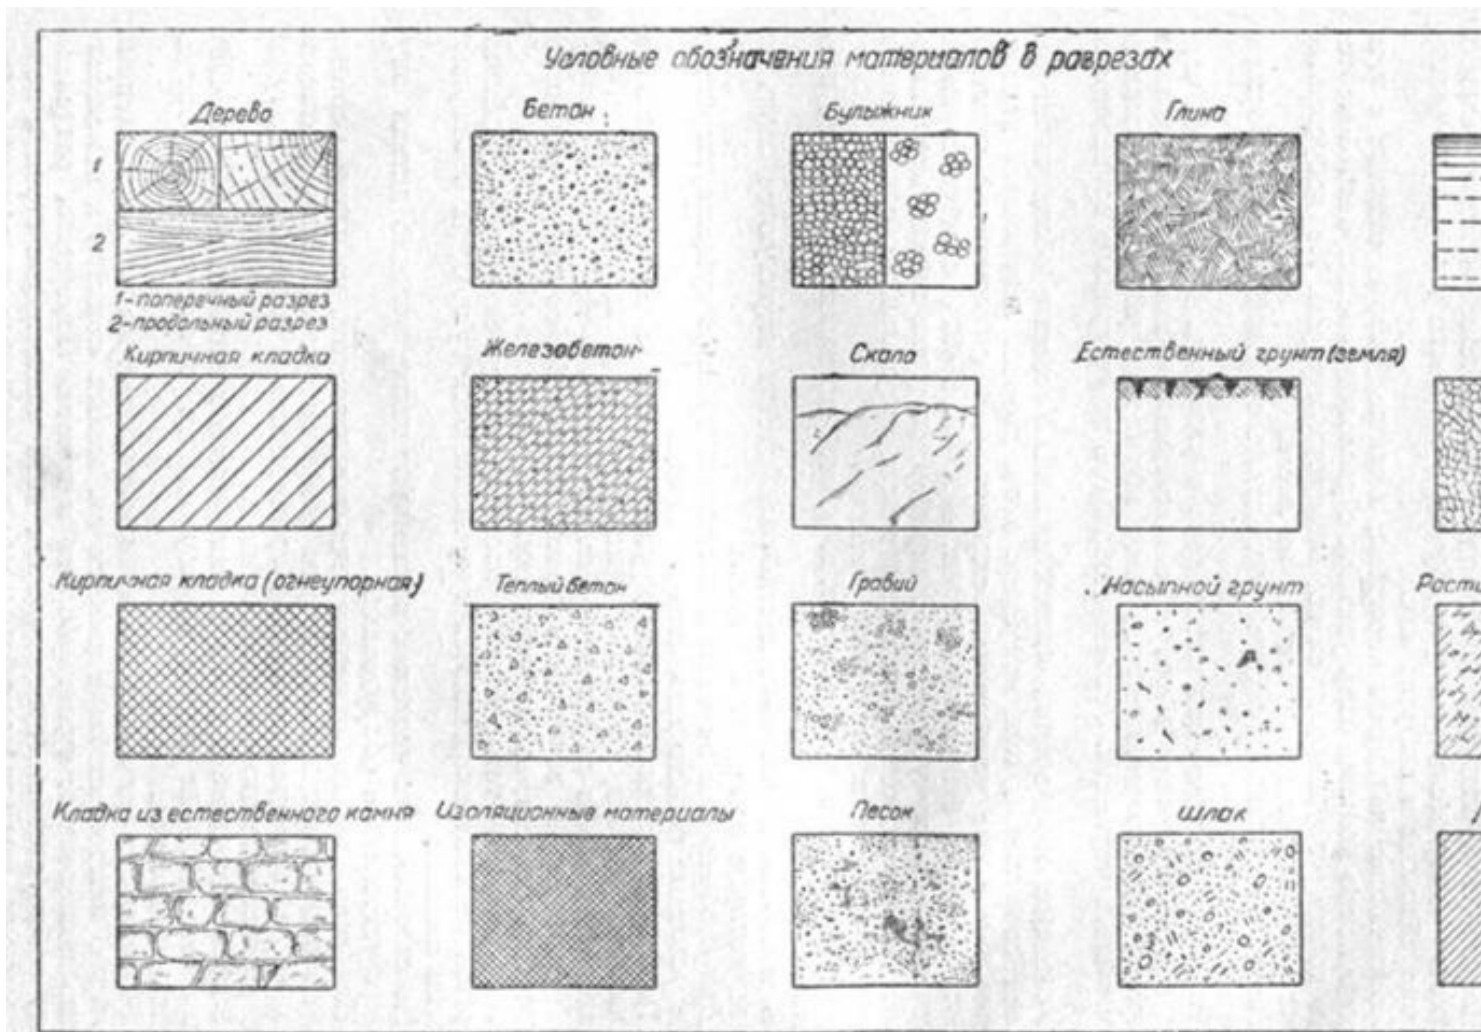 Условные обозначения материалов в разрезах
Дерево
Бетон
Булыжник
Глина
1
2
1-поперечный разрез
2-продольный разрез
Кирпичная кладка
Железобетон
Скала
Естественный грунт (земля)
Кирпичная кладка (огнеупорная)
Теплый бетон
Гравий
Насыпной грунт
Кладка из естественного камня
Изоляционные материалы
Песок
Шлак